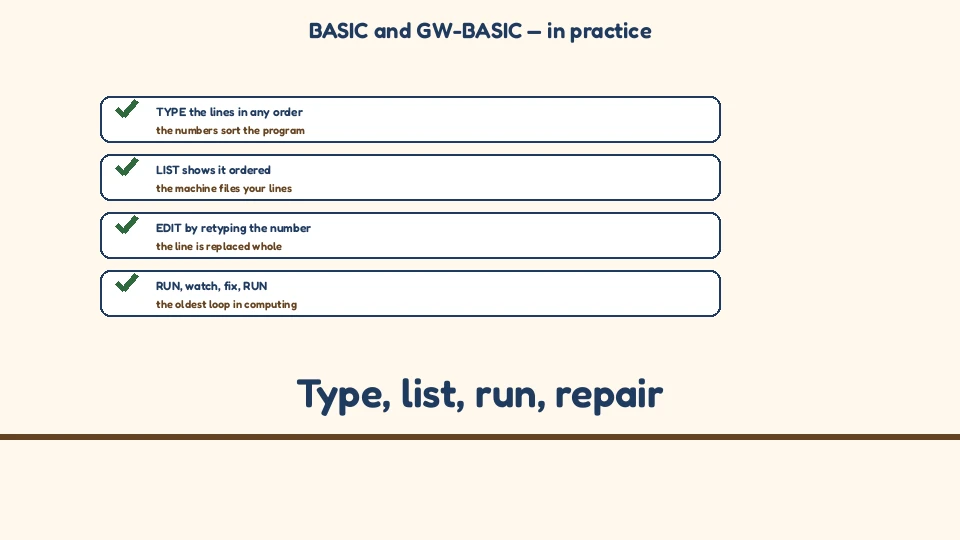 BASIC and GW-BASIC — in practice
TYPE the lines in any order
the numbers sort the program
LIST shows it ordered
the machine files your lines
EDIT by retyping the number
the line is replaced whole
RUN, watch, fix, RUN
the oldest loop in computing
Type, list, run, repair